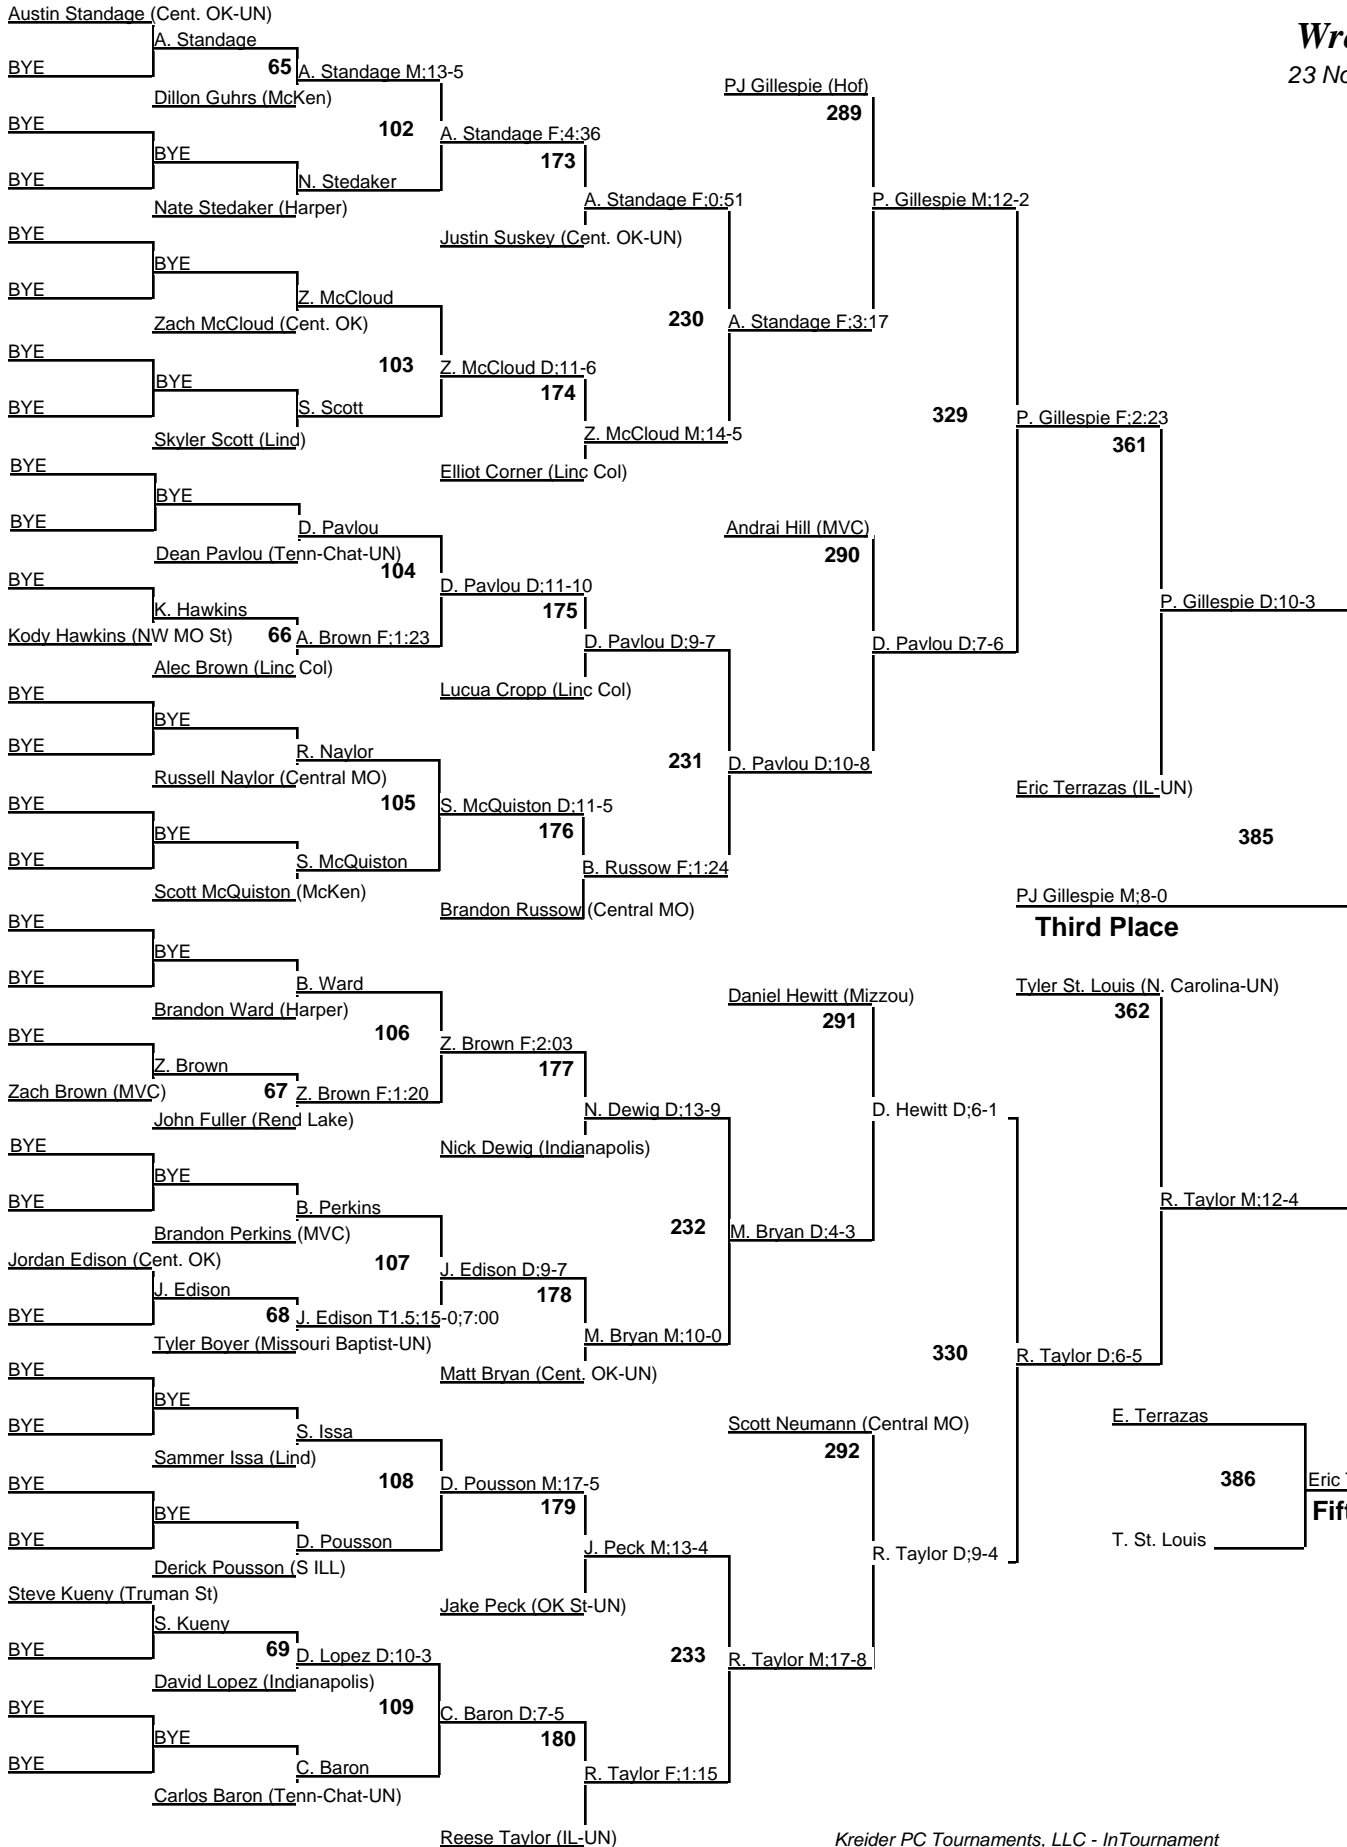 Austin Standage (Cent. OK-UN)
Wre
A. Standage
BYE
65
A. Standage M;13-5
23 No
PJ Gillespie (Hof)
Dillon Guhrs (McKen)
289
BYE
102
A. Standage F;4:36
BYE
173
BYE
N. Stedaker
A. Standage F;0:51
P. Gillespie M;12-2
Nate Stedaker (Harper)
BYE
Justin Suskey (Cent. OK-UN)
BYE
BYE
Z. McCloud
Zach McCloud (Cent. OK)
230
A. Standage F;3:17
BYE
103
Z. McCloud D;11-6
BYE
174
BYE
S. Scott
329
P. Gillespie F;2:23
Skyler Scott (Lind)
Z. McCloud M;14-5
361
BYE
Elliot Corner (Linc Col)
BYE
BYE
D. Pavlou
Andrai Hill (MVC)
Dean Pavlou (Tenn-Chat-UN)
290
104
BYE
D. Pavlou D;11-10
K. Hawkins
175
P. Gillespie D;10-3
Kody Hawkins (NW MO St)
66
A. Brown F;1:23
D. Pavlou D;9-7
D. Pavlou D;7-6
Alec Brown (Linc Col)
BYE
Lucua Cropp (Linc Col)
BYE
BYE
R. Naylor
231
D. Pavlou D;10-8
Russell Naylor (Central MO)
Eric Terrazas (IL-UN)
BYE
105
S. McQuiston D;11-5
BYE
176
385
BYE
S. McQuiston
B. Russow F;1:24
Scott McQuiston (McKen)
PJ Gillespie M;8-0
Brandon Russow (Central MO)
BYE
Third Place
BYE
BYE
B. Ward
Tyler St. Louis (N. Carolina-UN)
Brandon Ward (Harper)
Daniel Hewitt (Mizzou)
362
291
BYE
106
Z. Brown F;2:03
Z. Brown
177
Zach Brown (MVC)
67
Z. Brown F;1:20
N. Dewig D;13-9
D. Hewitt D;6-1
John Fuller (Rend Lake)
BYE
Nick Dewig (Indianapolis)
BYE
BYE
B. Perkins
R. Taylor M;12-4
Brandon Perkins (MVC)
232
M. Bryan D;4-3
Jordan Edison (Cent. OK)
107
J. Edison D;9-7
J. Edison
178
BYE
68
J. Edison T1.5;15-0;7:00
Tyler Boyer (Missouri Baptist-UN)
M. Bryan M;10-0
330
R. Taylor D;6-5
BYE
Matt Bryan (Cent. OK-UN)
BYE
BYE
S. Issa
Scott Neumann (Central MO)
E. Terrazas
Sammer Issa (Lind)
292
BYE
108
D. Pousson M;17-5
386
Eric
BYE
179
Fift
BYE
D. Pousson
J. Peck M;13-4
R. Taylor D;9-4
T. St. Louis
Derick Pousson (S ILL)
Steve Kueny (Truman St)
Jake Peck (OK St-UN)
S. Kueny
BYE
69
D. Lopez D;10-3
233
R. Taylor M;17-8
David Lopez (Indianapolis)
BYE
109
C. Baron D;7-5
BYE
180
BYE
C. Baron
R. Taylor F;1:15
Carlos Baron (Tenn-Chat-UN)
Reese Taylor (IL-UN)
Kreider PC Tournaments, LLC - InTournament